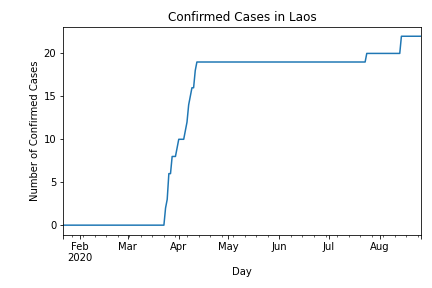 Confirmed Cases in Laos
Number of Confirmed Cases
20
15
10
5
0
Feb Mar Apr May Jun Jul Aug
2020
Day